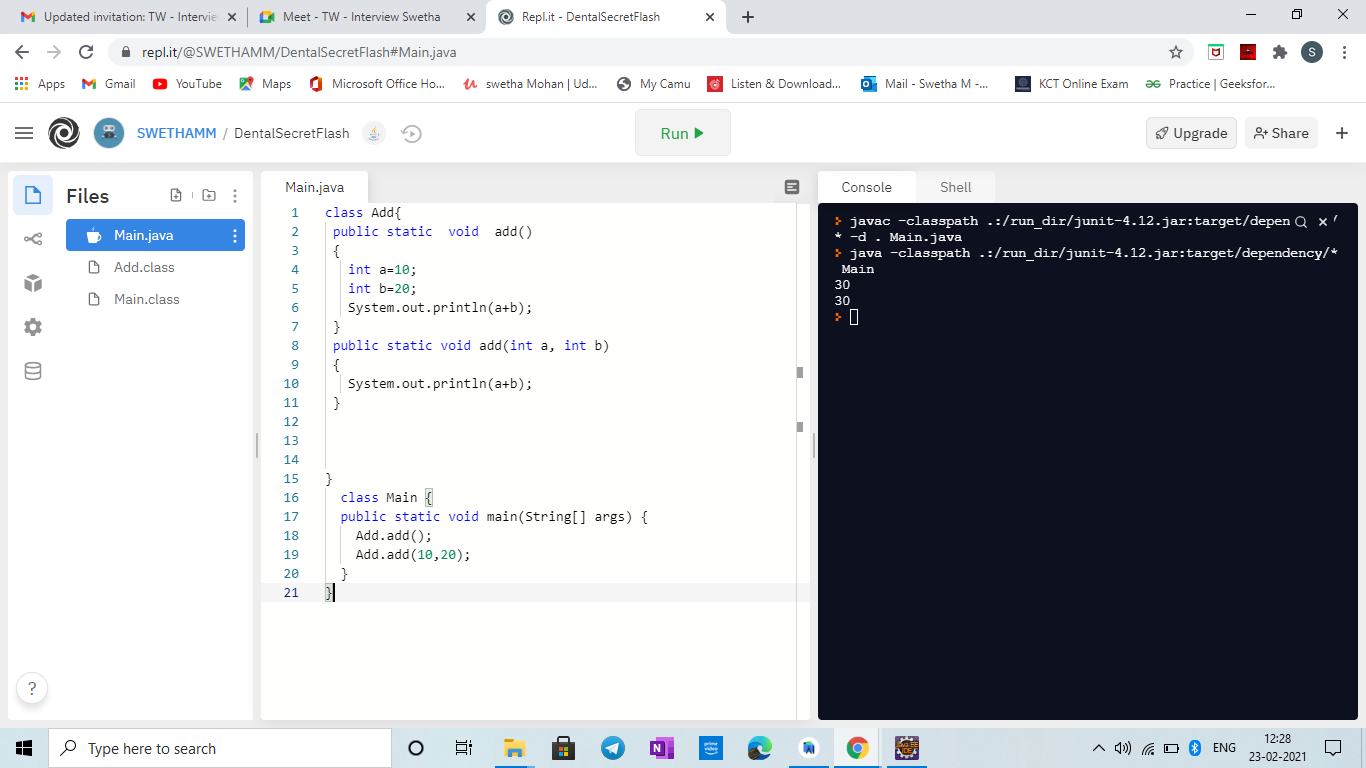 Updated invitation: TW - Intervie
Meet - TW - Interview Swetha
Repl.it - DentalSecretFlash
repl.it/@SWETHAMM/DentalSecretFlash#Main.java
S
Apps
Gmail
YouTube
Maps
Microsoft Office Ho...
swetha Mohan | Ud...
My Camu
Listen & Download...
Mail - Swetha M -...
KCT Online Exam
Practice | Geeksfor...
SWETHAMM / DentalSecretFlash
Run
Upgrade
Share
Files
Main.java
Add.class
Main.class
?
Main.java
1 class Add{
2 public static  void  add()
3 {
4 int a=10;
5 int b=20;
6 System.out.println(a+b);
7 }
8 public static void add(int a, int b)
9 {
10 System.out.println(a+b);
11 }
12
13
14
15 }
16 class Main {
17 public static void main(String[] args) {
18 Add.add();
19 Add.add(10,20);
20 }
21 }
Console
Shell
javac -classpath .:/run_dir/junit-4.12.jar:target/depen
* -d . Main.java
java -classpath .:/run_dir/junit-4.12.jar:target/dependency/*
Main
30
30
Type here to search
N
prime video
ENG
12:28
23-02-2021